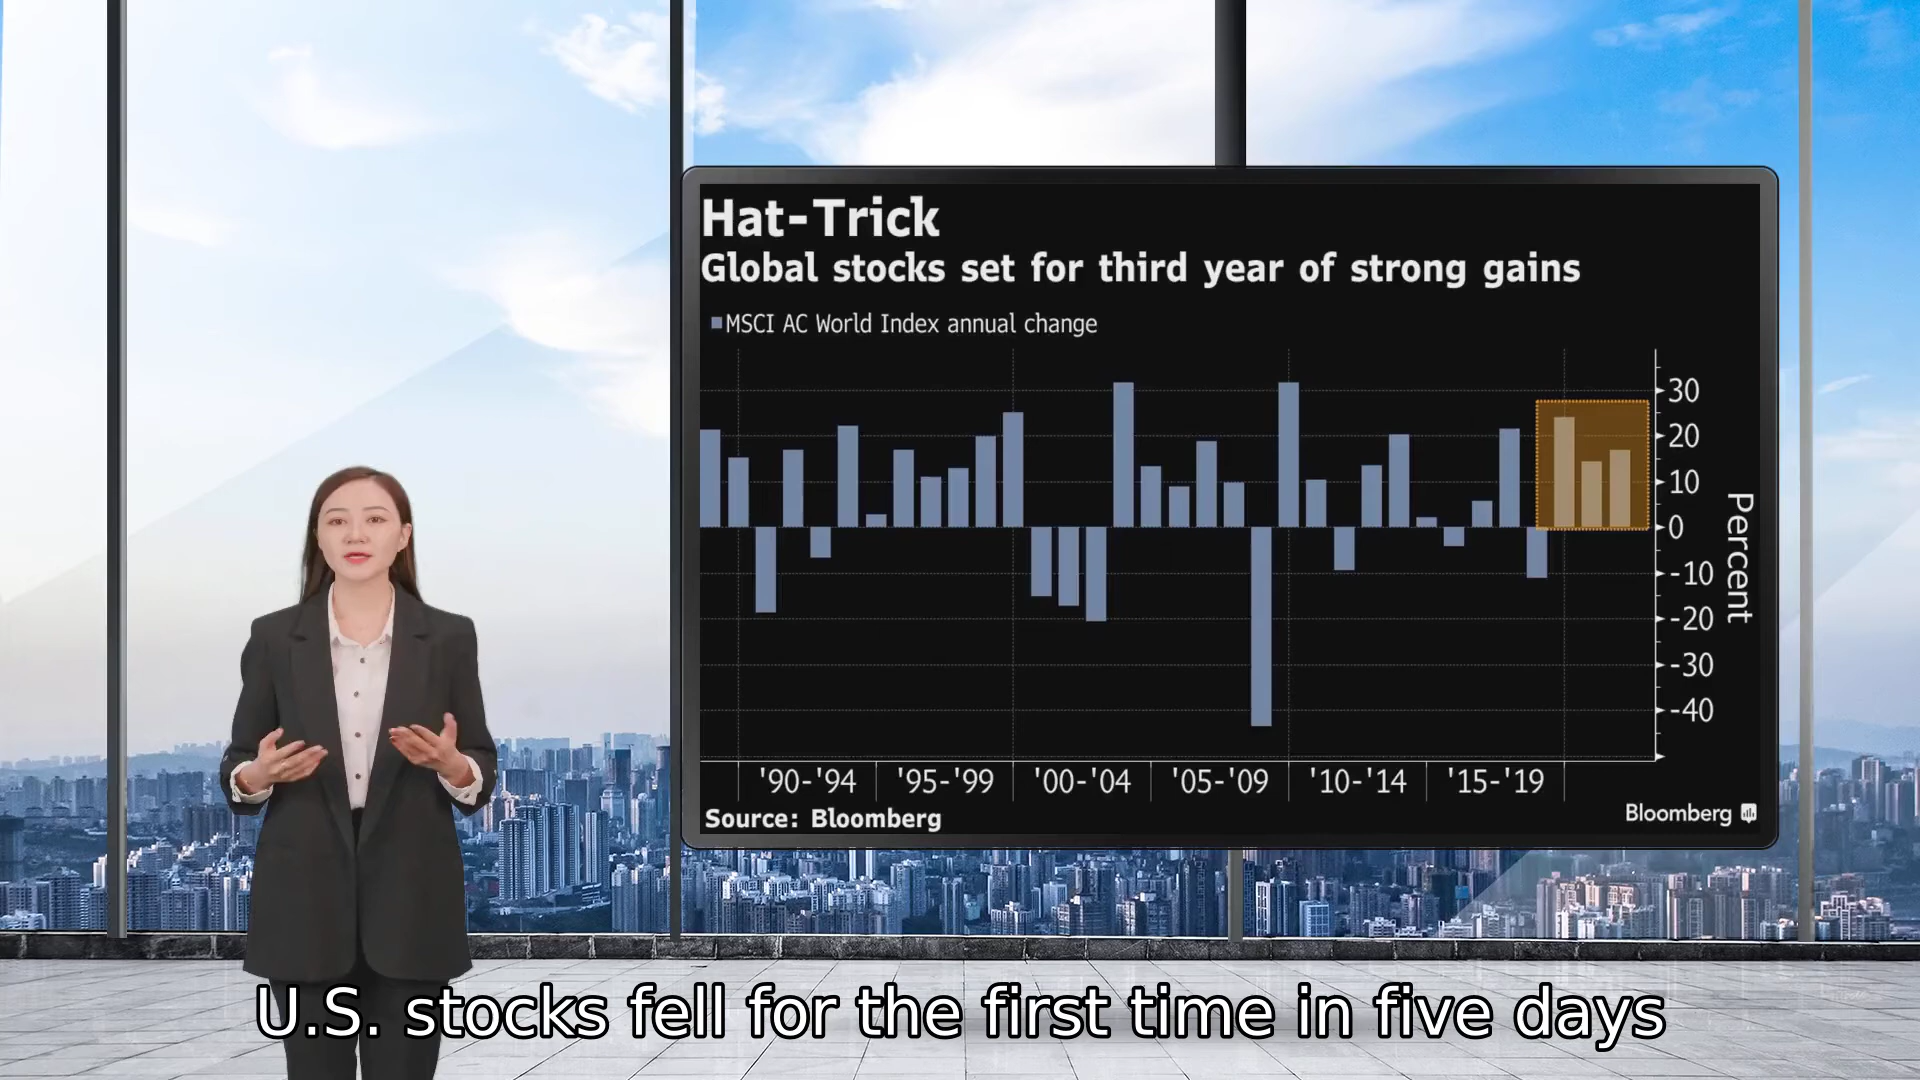 Hat-Trick
Global stocks set for third year of strong gains
MSCI AC World Index annual change
30
20
10
0
-10
-20
-30
-40
Percent
'90-'94 '95-'99 '00-'04 '05-'09 '10-'14 '15-'19
Source: Bloomberg
Bloomberg
U.S. stocks fell for the first time in five days